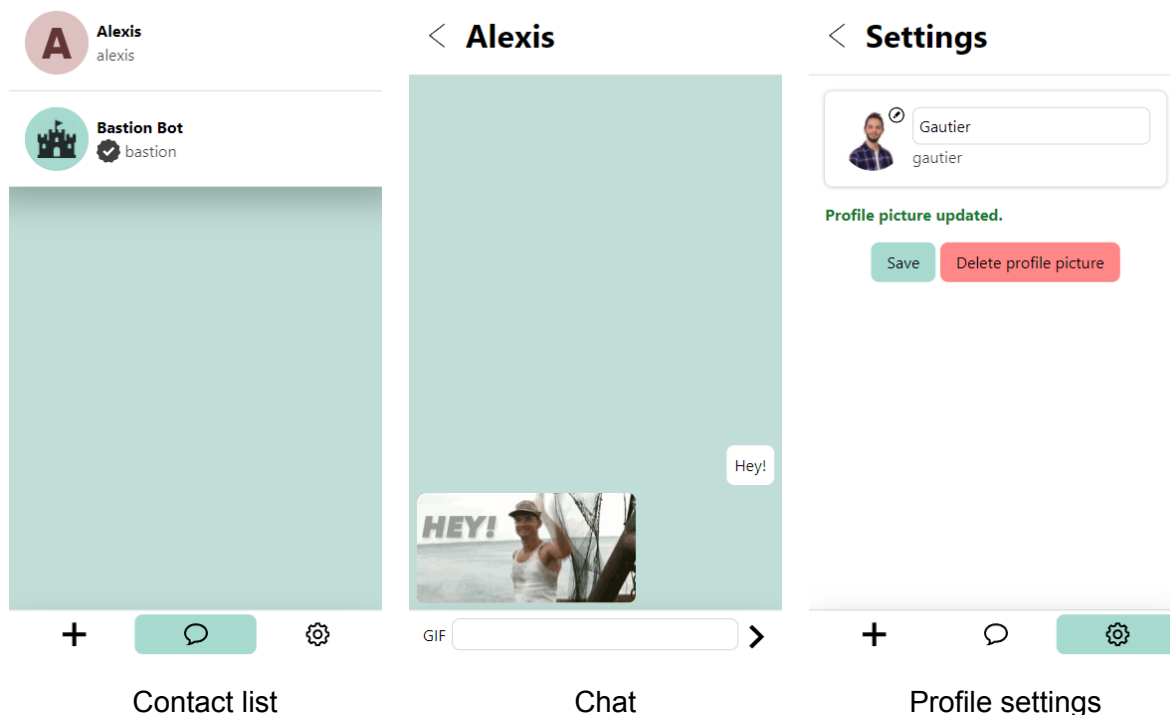 A
Alexis
alexis
Bastion Bot
bastion
Contact list
Alexis
Hey!
HEY!
GIF
Chat
Settings
Gautier
gautier
Profile picture updated.
Save
Delete profile picture
Profile settings